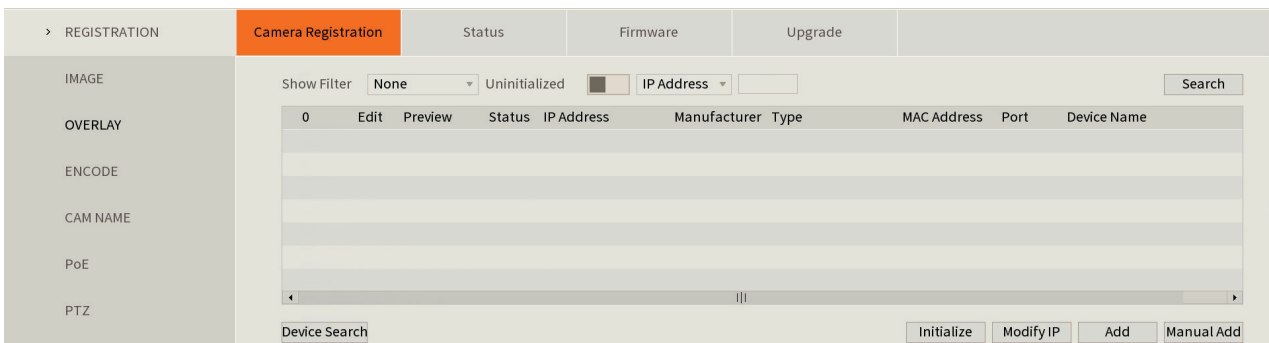 REGISTRATION
Camera Registration Status Firmware Upgrade
IMAGE
Show Filter None Uninitialized IP Address Search
OVERLAY
0 Edit Preview Status IP Address Manufacturer Type MAC Address Port Device Name
ENCODE
CAM NAME
PoE
PTZ
Device Search Initialize Modify IP Add Manual Add